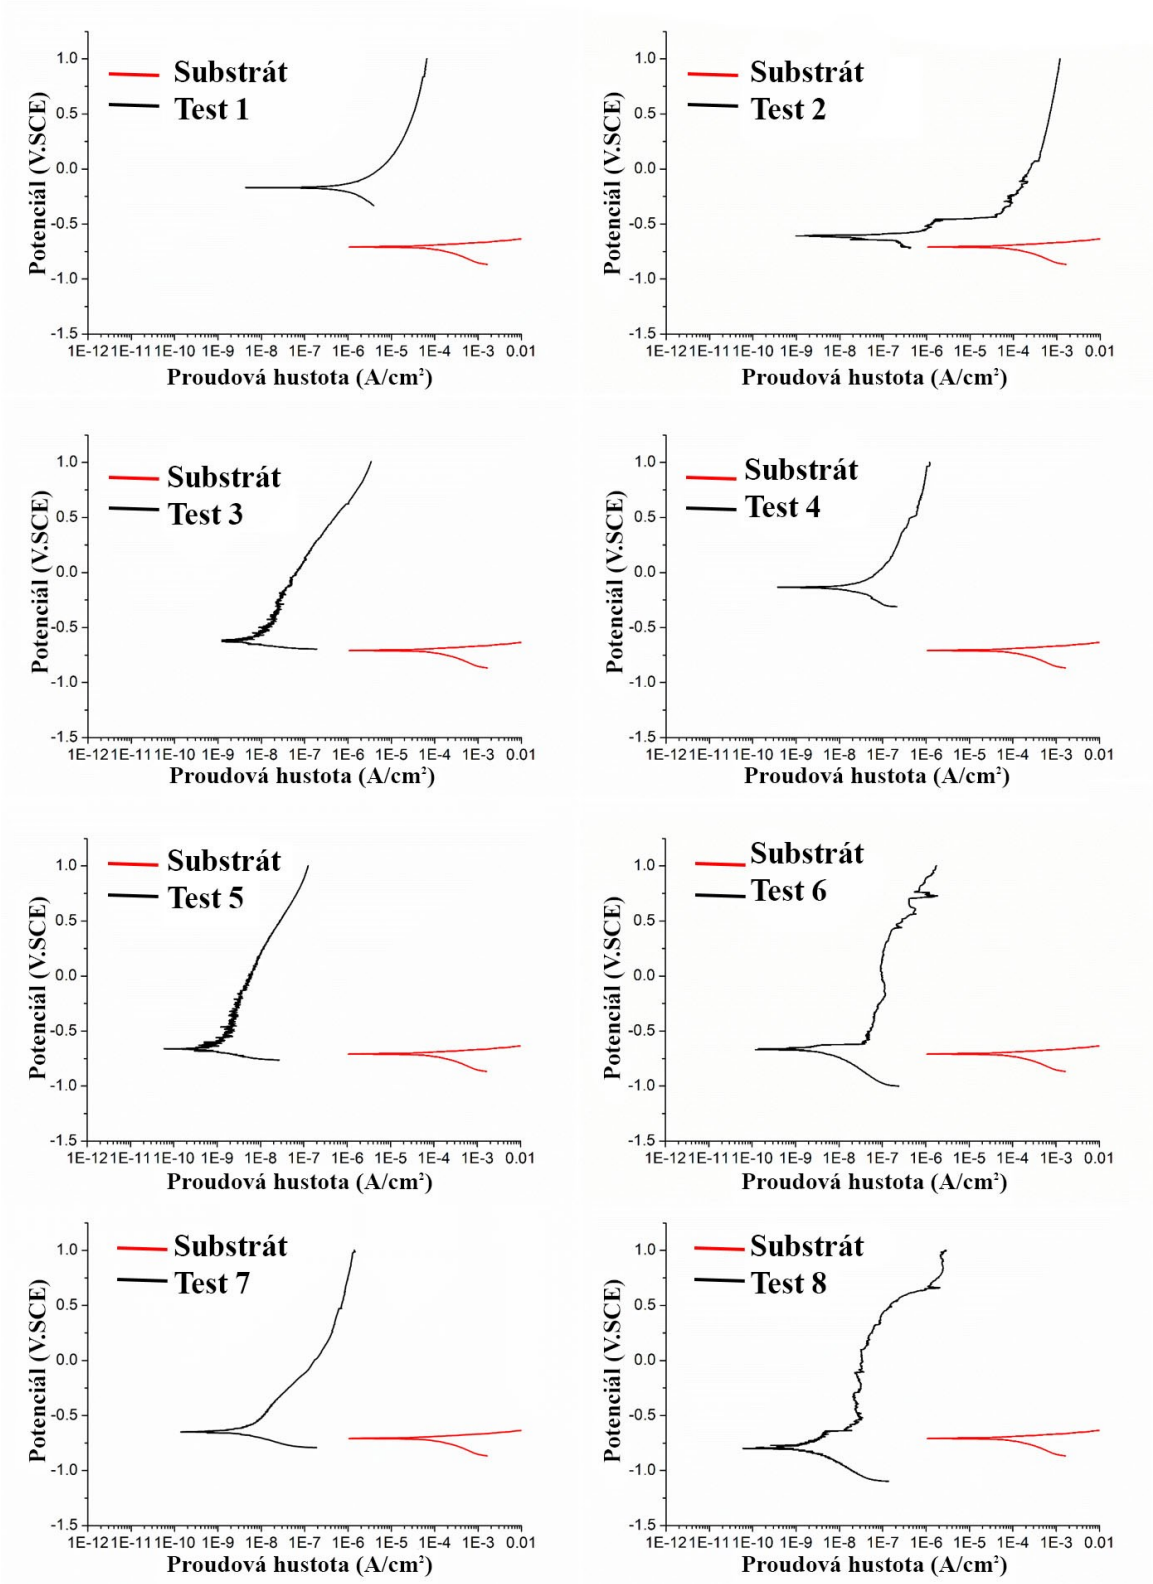 1.0
0.5
0.0
-0.5
-1.0
-1.5
Potenciál (V.SCE)
Substrát
Test 1
1E-12 1E-11 1E-10 1E-9 1E-8 1E-7 1E-6 1E-5 1E-4 1E-3 0.01
Proudová hustota (A/cm²)
1.0
0.5
0.0
-0.5
-1.0
-1.5
Potenciál (V.SCE)
Substrát
Test 2
1E-12 1E-11 1E-10 1E-9 1E-8 1E-7 1E-6 1E-5 1E-4 1E-3 0.01
Proudová hustota (A/cm²)
1.0
0.5
0.0
-0.5
-1.0
-1.5
Potenciál (V.SCE)
Substrát
Test 3
1E-12 1E-11 1E-10 1E-9 1E-8 1E-7 1E-6 1E-5 1E-4 1E-3 0.01
Proudová hustota (A/cm²)
1.0
0.5
0.0
-0.5
-1.0
-1.5
Potenciál (V.SCE)
Substrát
Test 4
1E-12 1E-11 1E-10 1E-9 1E-8 1E-7 1E-6 1E-5 1E-4 1E-3 0.01
Proudová hustota (A/cm²)
1.0
0.5
0.0
-0.5
-1.0
-1.5
Potenciál (V.SCE)
Substrát
Test 5
1E-12 1E-11 1E-10 1E-9 1E-8 1E-7 1E-6 1E-5 1E-4 1E-3 0.01
Proudová hustota (A/cm²)
1.0
0.5
0.0
-0.5
-1.0
-1.5
Potenciál (V.SCE)
Substrát
Test 6
1E-12 1E-11 1E-10 1E-9 1E-8 1E-7 1E-6 1E-5 1E-4 1E-3 0.01
Proudová hustota (A/cm²)
1.0
0.5
0.0
-0.5
-1.0
-1.5
Potenciál (V.SCE)
Substrát
Test 7
1E-12 1E-11 1E-10 1E-9 1E-8 1E-7 1E-6 1E-5 1E-4 1E-3 0.01
Proudová hustota (A/cm²)
1.0
0.5
0.0
-0.5
-1.0
-1.5
Potenciál (V.SCE)
Substrát
Test 8
1E-12 1E-11 1E-10 1E-9 1E-8 1E-7 1E-6 1E-5 1E-4 1E-3 0.01
Proudová hustota (A/cm²)